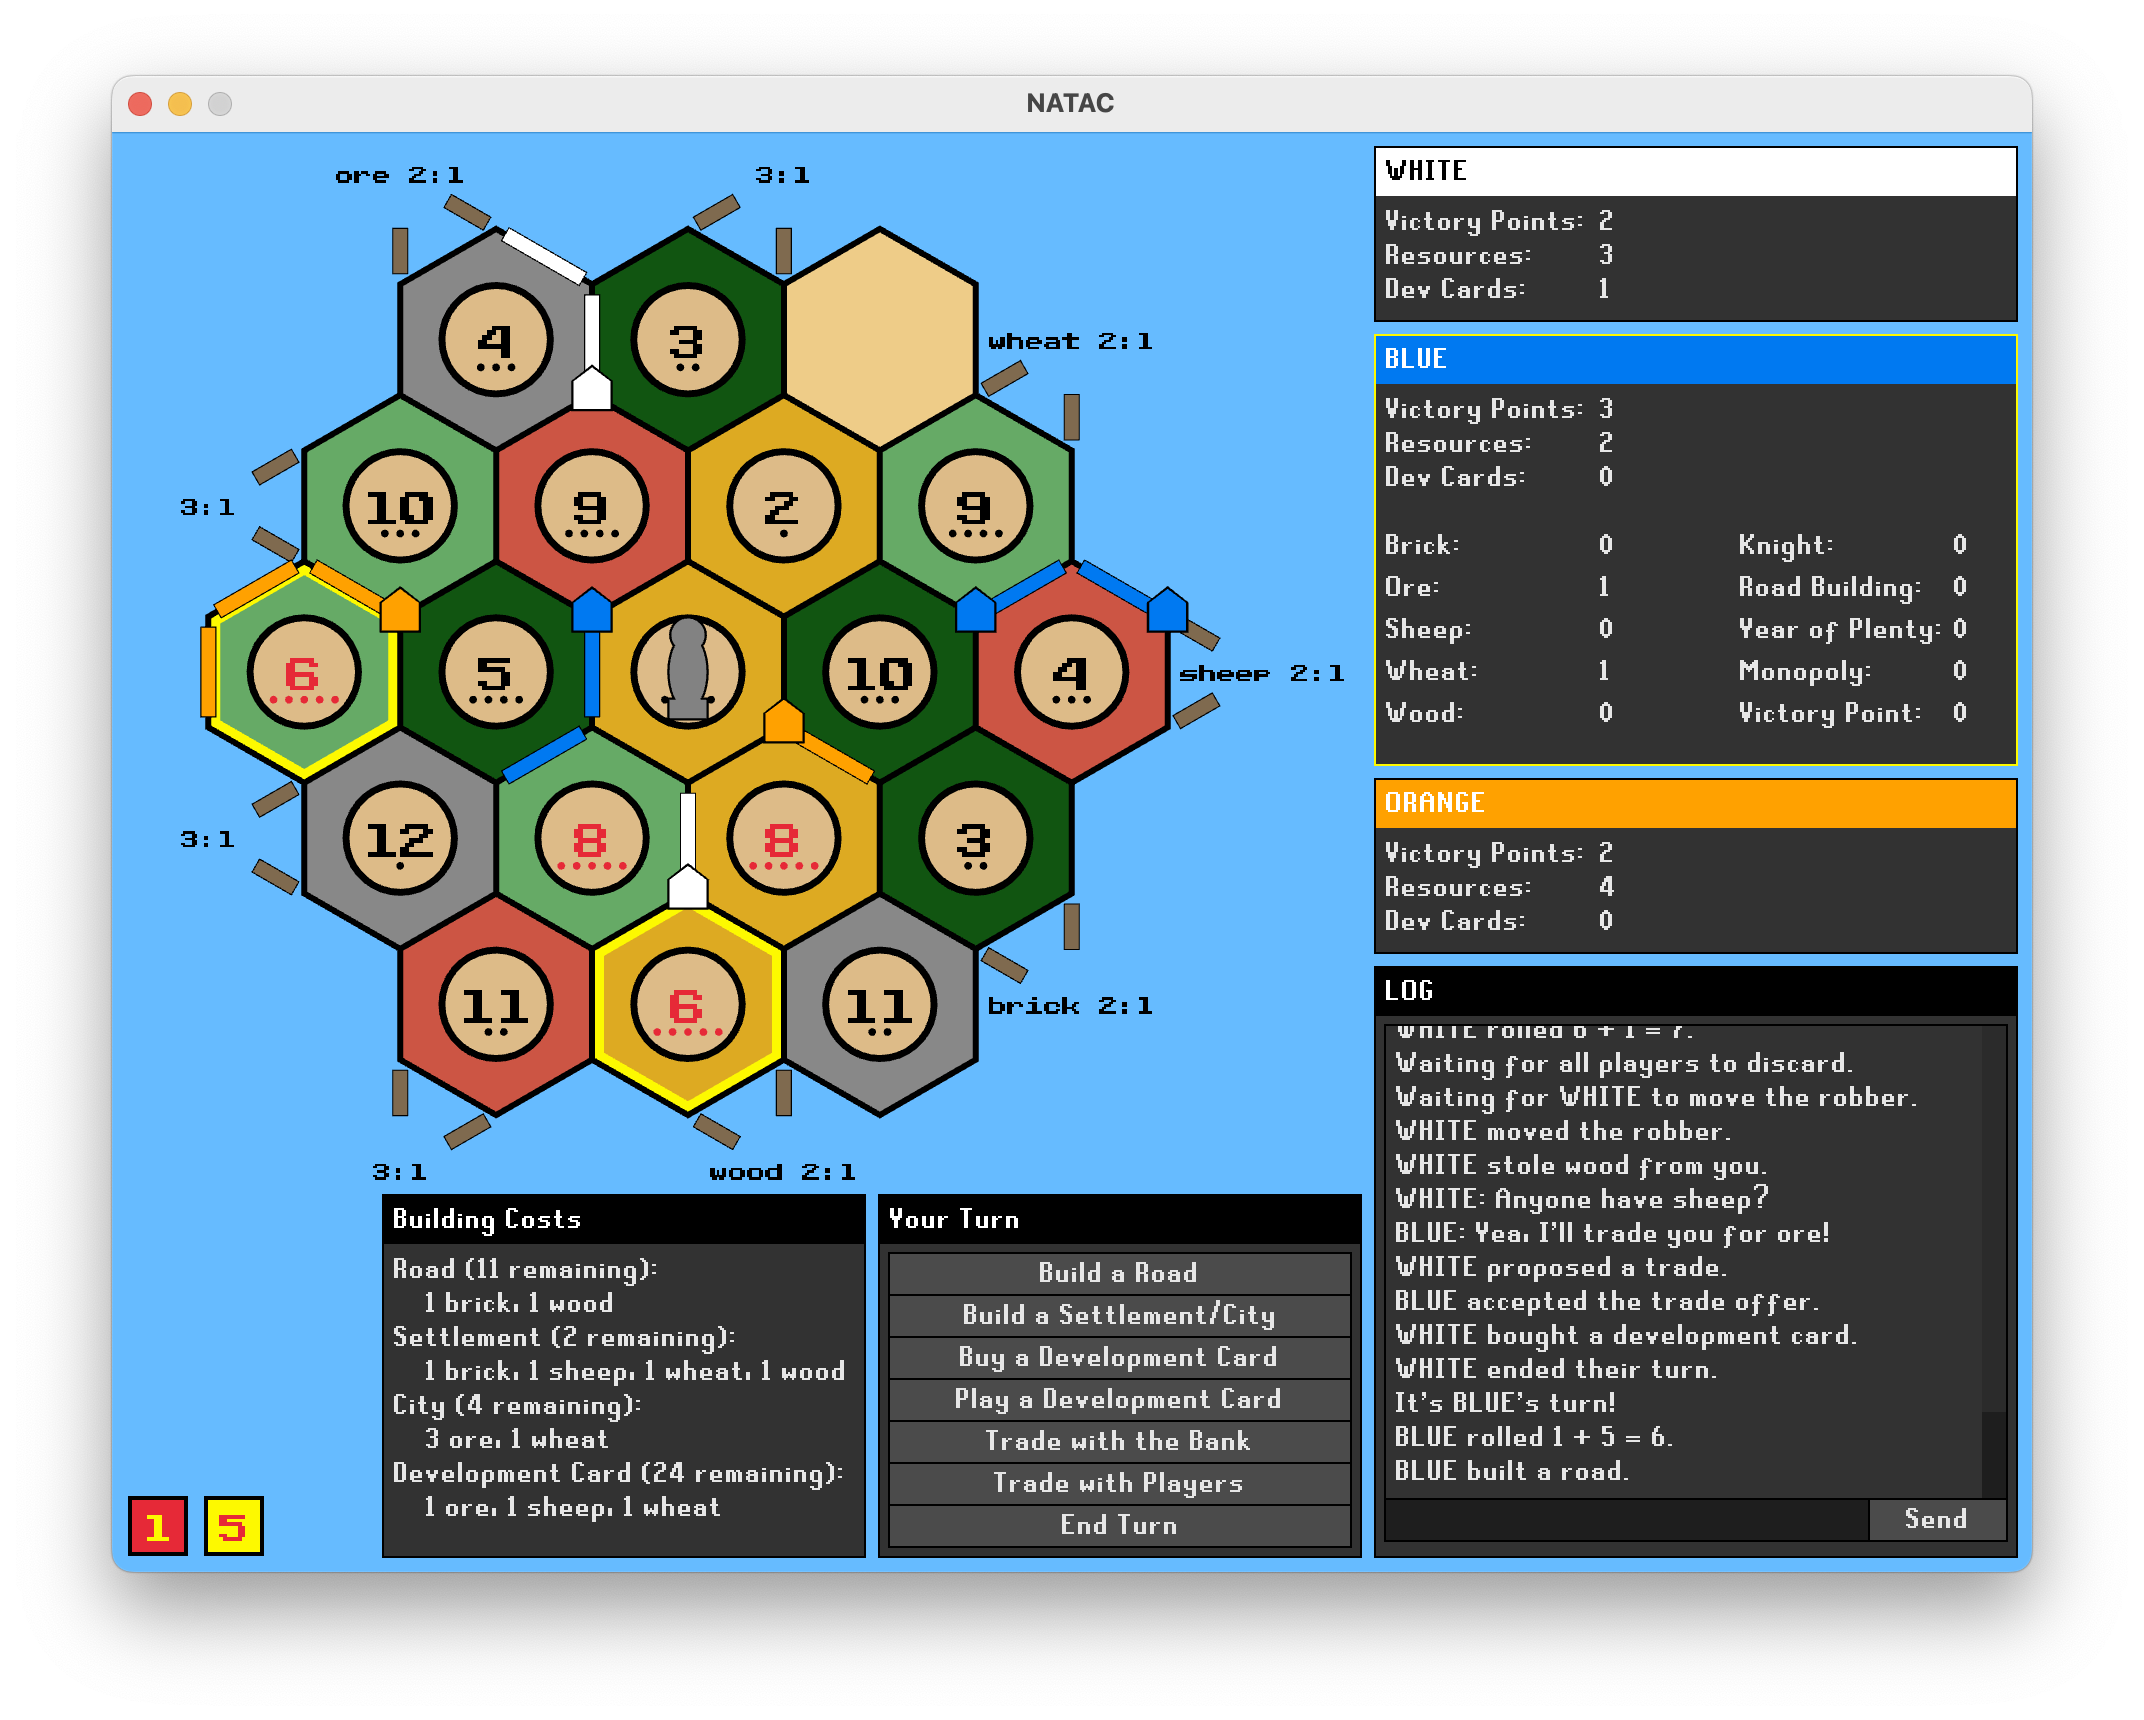 NATAC
ore 2:1
3:1
wheat 2:1
4
3
10
9
2
9
3:1
6
5
10
4
sheep 2:1
12
8
8
3
3:1
11
6
11
brick 2:1
3:1
wood 2:1
Building Costs
Road (11 remaining):
1 brick, 1 wood
Settlement (2 remaining):
1 brick, 1 sheep, 1 wheat, 1 wood
City (4 remaining):
3 ore, 1 wheat
Development Card (24 remaining):
1 ore, 1 sheep, 1 wheat
1 5
Your Turn
Build a Road
Build a Settlement/City
Buy a Development Card
Play a Development Card
Trade with the Bank
Trade with Players
End Turn
WHITE
Victory Points: 2
Resources: 3
Dev Cards: 1
BLUE
Victory Points: 3
Resources: 2
Dev Cards: 0
Brick: 0 Knight: 0
Ore: 1 Road Building: 0
Sheep: 0 Year of Plenty: 0
Wheat: 1 Monopoly: 0
Wood: 0 Victory Point: 0
ORANGE
Victory Points: 2
Resources: 4
Dev Cards: 0
LOG
WHITE rolled 6 + 1 = 7.
Waiting for all players to discard.
Waiting for WHITE to move the robber.
WHITE moved the robber.
WHITE stole wood from you.
WHITE: Anyone have sheep?
BLUE: Yea, I'll trade you for ore!
WHITE proposed a trade.
BLUE accepted the trade offer.
WHITE bought a development card.
WHITE ended their turn.
It's BLUE's turn!
BLUE rolled 1 + 5 = 6.
BLUE built a road.
Send